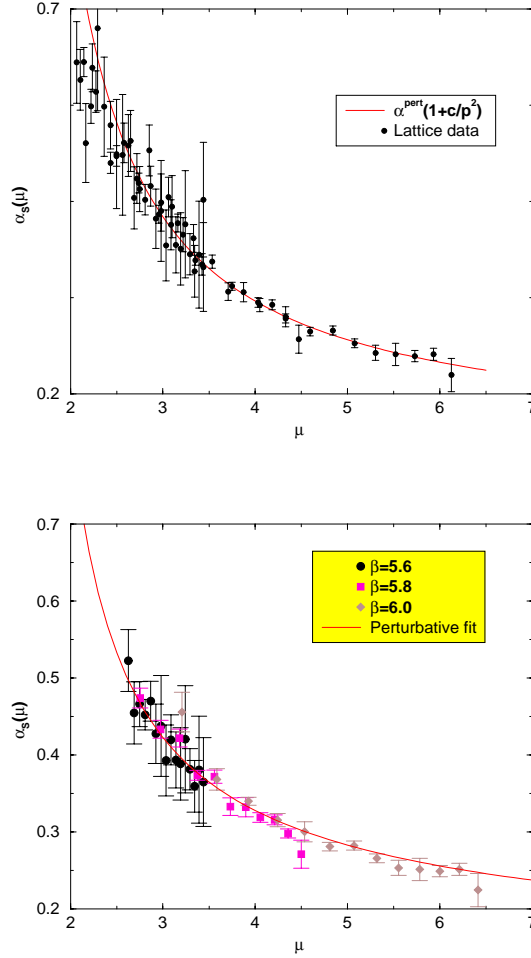 0.7
α^pert(1+c/p²)
Lattice data
αs(μ)
0.2
2 3 4 5 6 7
μ
0.7
β=5.6
β=5.8
β=6.0
Perturbative fit
0.6
0.5
αs(μ)
0.4
0.3
0.2
2 3 4 5 6 7
μ